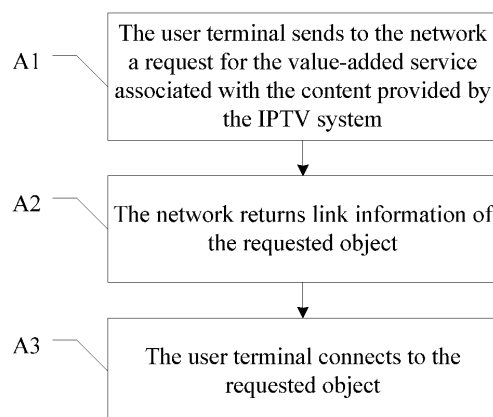 A1
The user terminal sends to the network
a request for the value-added service
associated with the content provided by
the IPTV system
A2
The network returns link information of
the requested object
A3
The user terminal connects to the
requested object